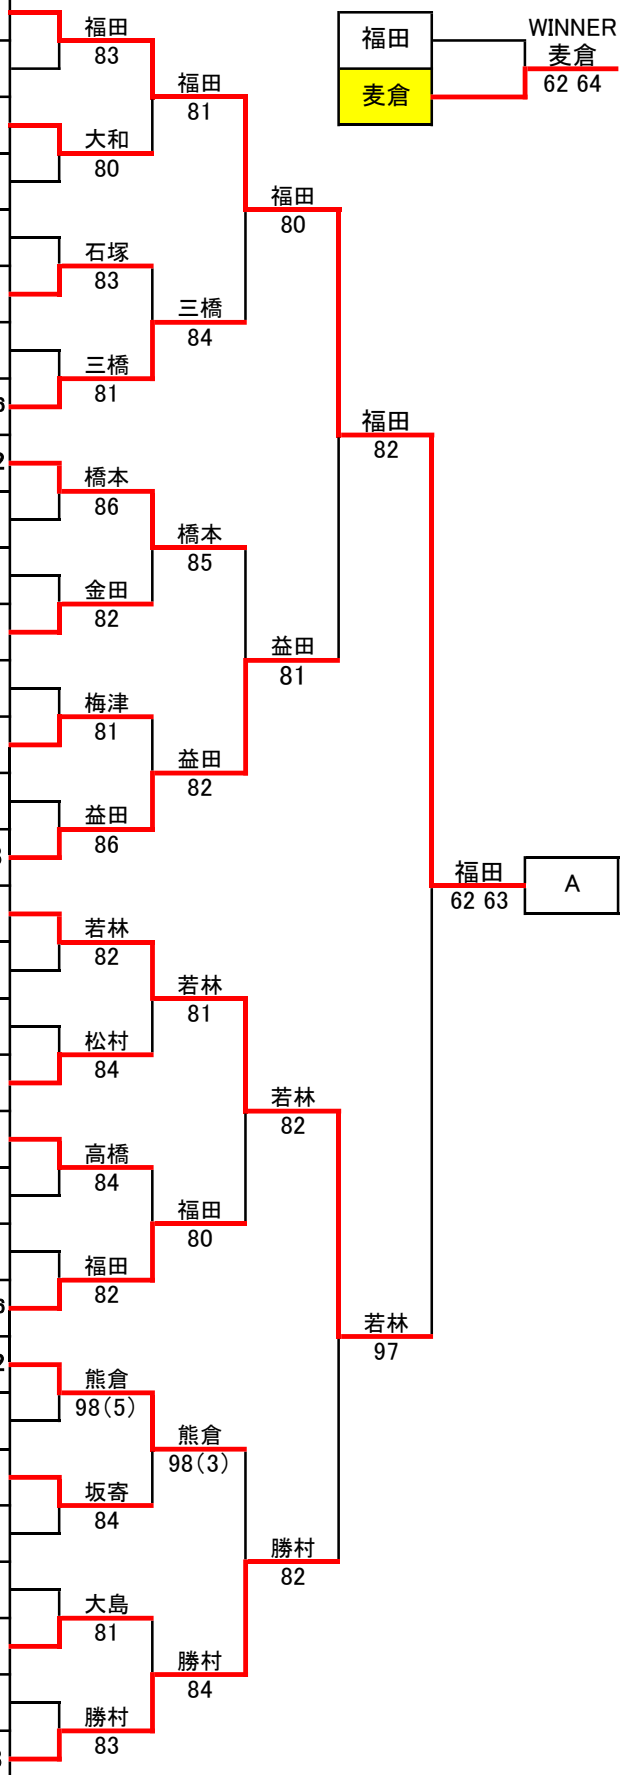 福田
83
福田
81
大和
80
福田
80
石塚
83
三橋
84
三橋
81
福田
82
橋本
86
橋本
85
金田
82
益田
81
梅津
81
益田
82
益田
86
福田
62 63
A
若林
82
若林
81
松村
84
若林
82
高橋
84
福田
80
福田
82
若林
97
熊倉
98(5)
熊倉
98(3)
坂寄
84
勝村
82
大島
81
勝村
84
勝村
83
福田
麦倉
WINNER
麦倉
62 64